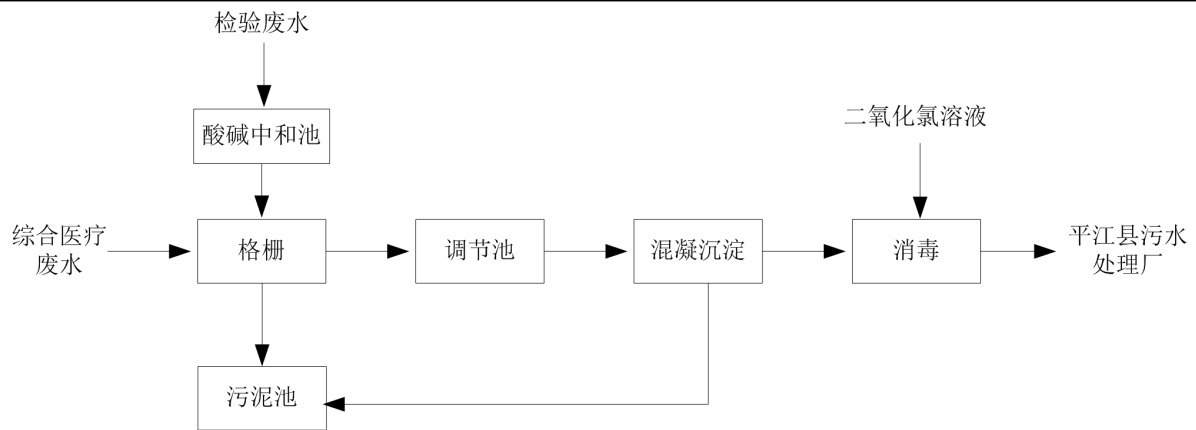 检验废水
酸碱中和池
二氧化氯溶液
综合医疗
废水
格栅
调节池
混凝沉淀
消毒
平江县污水
处理厂
污泥池